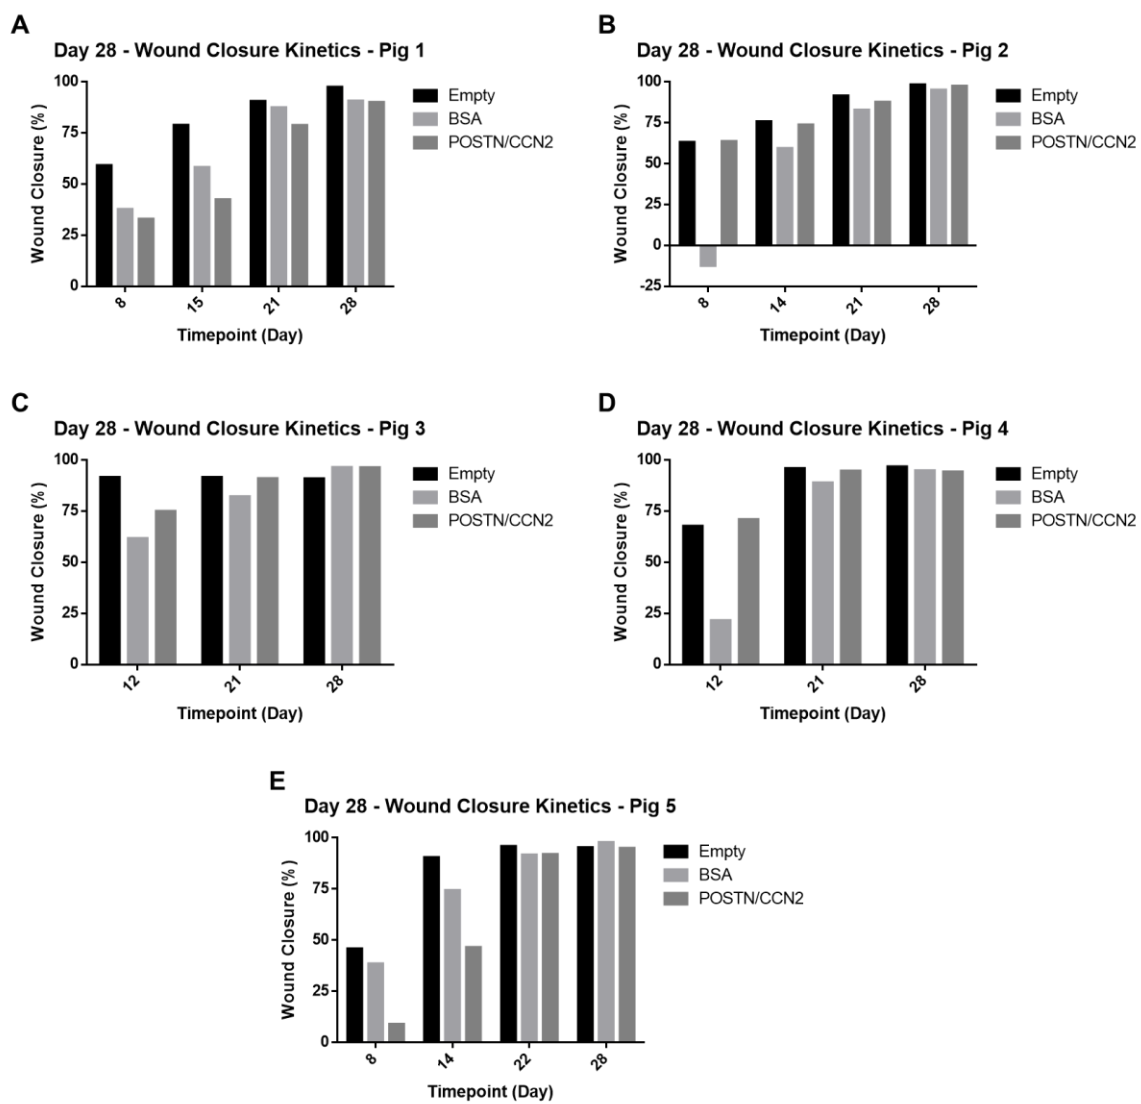 A
Day 28 - Wound Closure Kinetics - Pig 1
Wound Closure (%)
100
75
50
25
0
8
15
21
28
Timepoint (Day)
Empty
BSA
POSTN/CCN2
B
Day 28 - Wound Closure Kinetics - Pig 2
Wound Closure (%)
100
75
50
25
0
-25
8
14
21
28
Timepoint (Day)
Empty
BSA
POSTN/CCN2
C
Day 28 - Wound Closure Kinetics - Pig 3
Wound Closure (%)
100
75
50
25
0
12
21
28
Timepoint (Day)
Empty
BSA
POSTN/CCN2
D
Day 28 - Wound Closure Kinetics - Pig 4
Wound Closure (%)
100
75
50
25
0
12
21
28
Timepoint (Day)
Empty
BSA
POSTN/CCN2
E
Day 28 - Wound Closure Kinetics - Pig 5
Wound Closure (%)
100
75
50
25
0
8
14
22
28
Timepoint (Day)
Empty
BSA
POSTN/CCN2